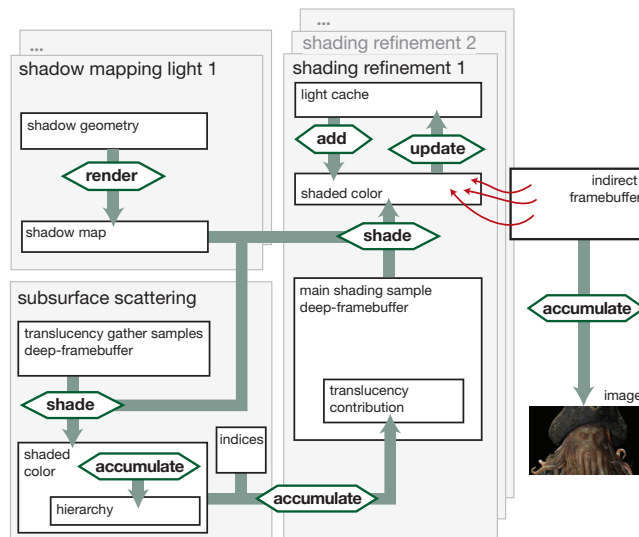 ...
shadow mapping light 1
shadow geometry
render
shadow map
...
shading refinement 2
shading refinement 1
light cache
add
update
shaded color
shade
main shading sample
deep-framebuffer
translucency
contribution
indirect
framebuffer
accumulate
image
subsurface scattering
translucency gather samples
deep-framebuffer
shade
shaded
color
accumulate
hierarchy
indices
accumulate